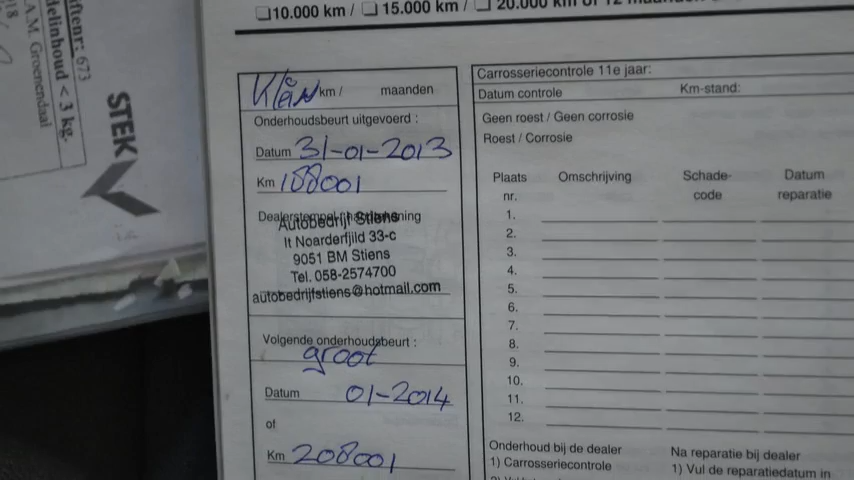 ☐10.000 km / ☐ 15.000 km / ☐ 20.000 km of 12 maanden
ftenr: 673
delinhoud < 3 kg.
A.M. Groenendaal
STEK
Klein km / maanden
Onderhoudsbeurt uitgevoerd :
Datum 31-01-2013
Km 188001
Dealerstempel/handtekening
Autobedrijf Stiens
It Noarderfjild 33-c
9051 BM Stiens
Tel. 058-2574700
autobedrijfstiens@hotmail.com
Volgende onderhoudsbeurt :
groot
Datum 01-2014
of
Km 208001
Carrosseriecontrole 11e jaar:
Datum controle Km-stand:
Geen roest / Geen corrosie
Roest / Corrosie
Plaats nr. Omschrijving Schade-code Datum reparatie
1.
2.
3.
4.
5.
6.
7.
8.
9.
10.
11.
12.
Onderhoud bij de dealer
1) Carrosseriecontrole
Na reparatie bij dealer
1) Vul de reparatiedatum in